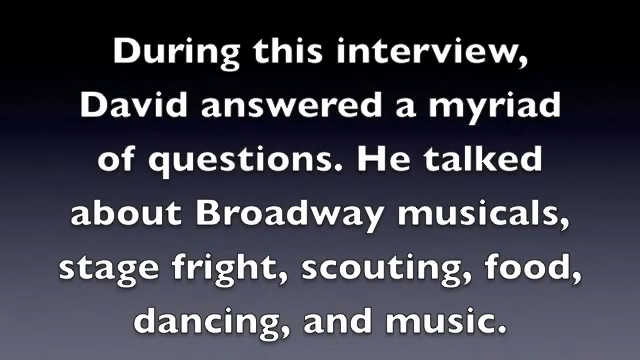 During this interview,
David answered a myriad
of questions. He talked
about Broadway musicals,
stage fright, scouting, food,
dancing, and music.